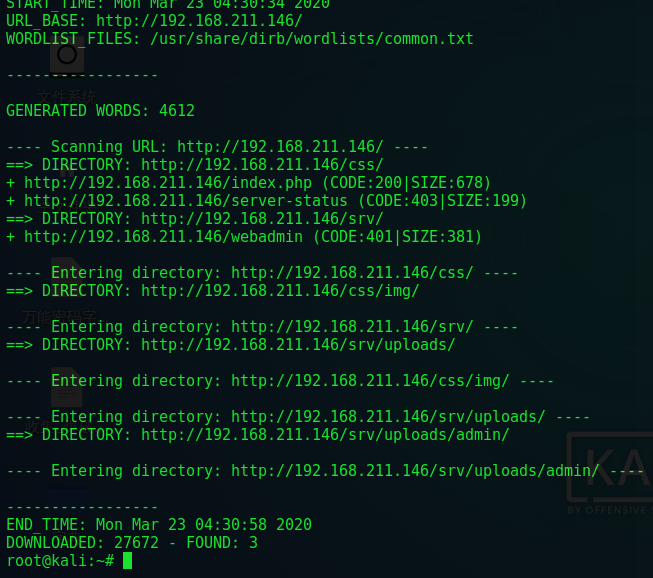 START_TIME: Mon Mar 23 04:30:34 2020
URL_BASE: http://192.168.211.146/
WORDLIST_FILES: /usr/share/dirb/wordlists/common.txt
-----------------
文件系统
GENERATED WORDS: 4612
---- Scanning URL: http://192.168.211.146/ ----
==> DIRECTORY: http://192.168.211.146/css/
+ http://192.168.211.146/index.php (CODE:200|SIZE:678)
+ http://192.168.211.146/server-status (CODE:403|SIZE:199)
==> DIRECTORY: http://192.168.211.146/srv/
+ http://192.168.211.146/webadmin (CODE:401|SIZE:381)
---- Entering directory: http://192.168.211.146/css/ ----
==> DIRECTORY: http://192.168.211.146/css/img/
万能密码字
---- Entering directory: http://192.168.211.146/srv/ ----
==> DIRECTORY: http://192.168.211.146/srv/uploads/
---- Entering directory: http://192.168.211.146/css/img/ ----
---- Entering directory: http://192.168.211.146/srv/uploads/ ----
==> DIRECTORY: http://192.168.211.146/srv/uploads/admin/
KA
---- Entering directory: http://192.168.211.146/srv/uploads/admin/ ----
-----------------
BY OFFENSIVE
END_TIME: Mon Mar 23 04:30:58 2020
DOWNLOADED: 27672 - FOUND: 3
root@kali:~#